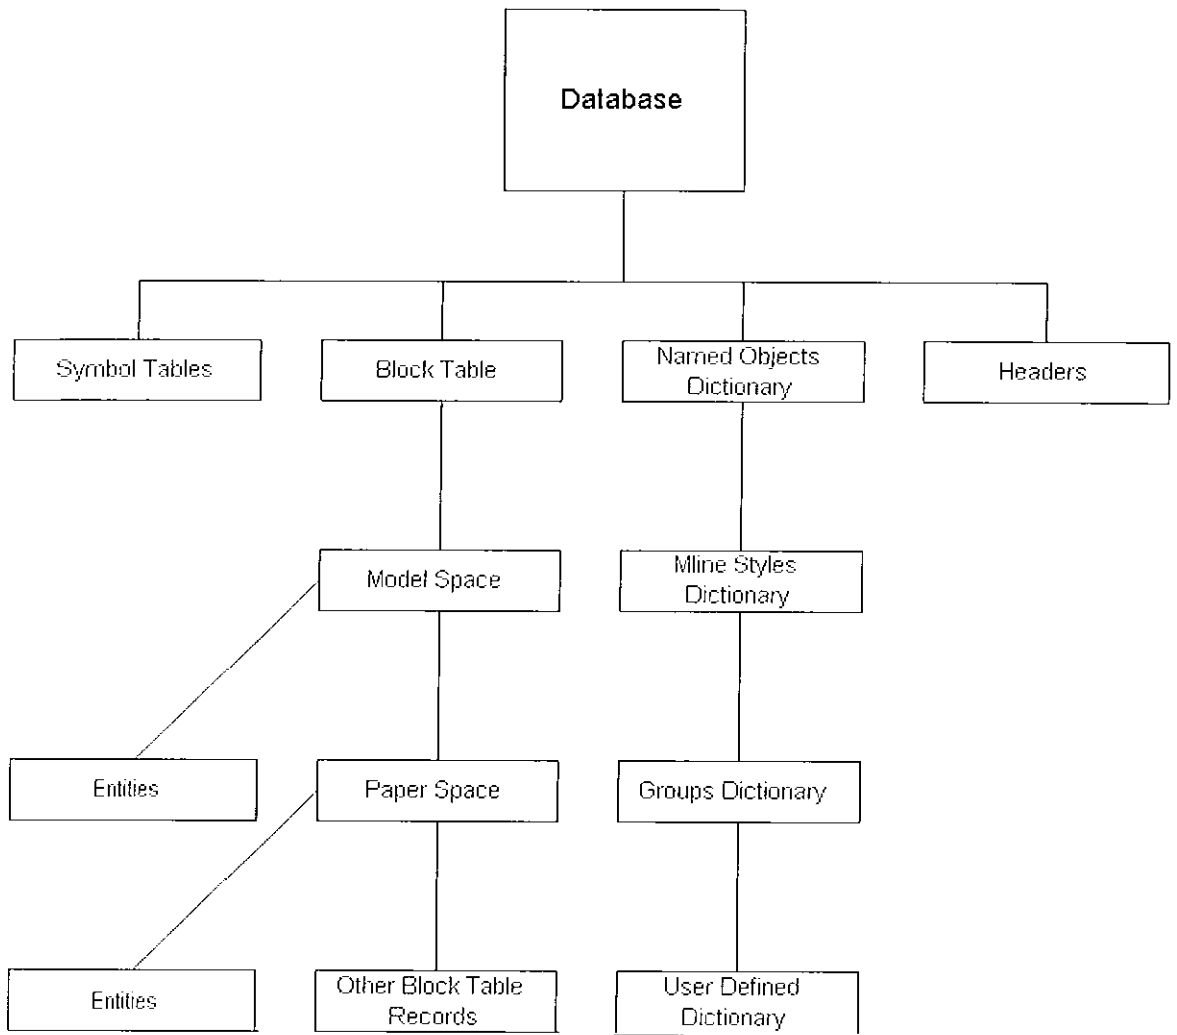 Database
Symbol Tables
Block Table
Named Objects
Dictionary
Headers
Model Space
Mline Styles
Dictionary
Entities
Paper Space
Groups Dictionary
Entities
Other Block Table
Records
User Defined
Dictionary